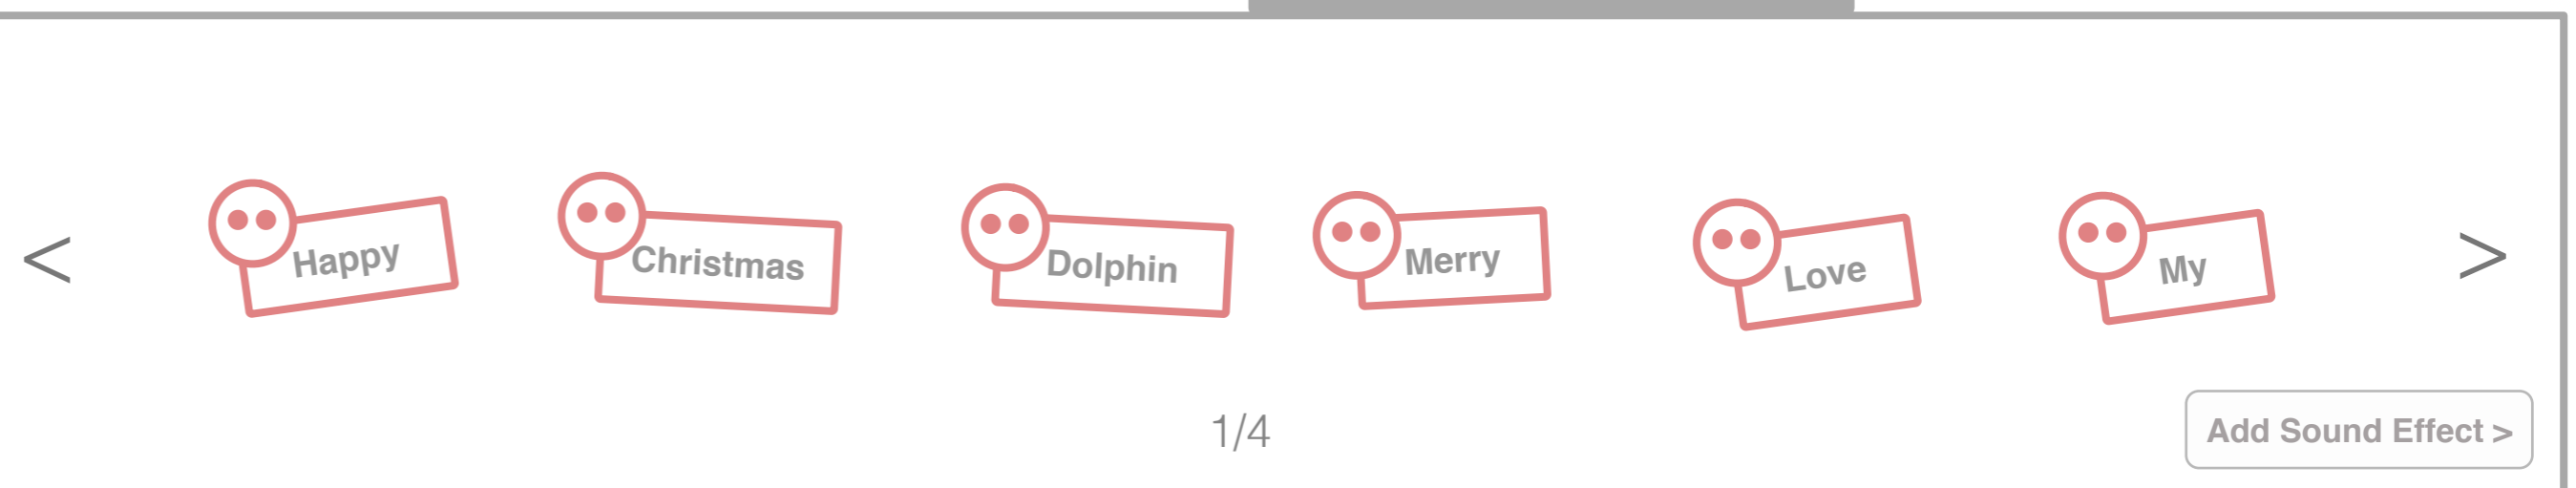 < Happy Christmas Dolphin Merry Love My >
1/4
Add Sound Effect >